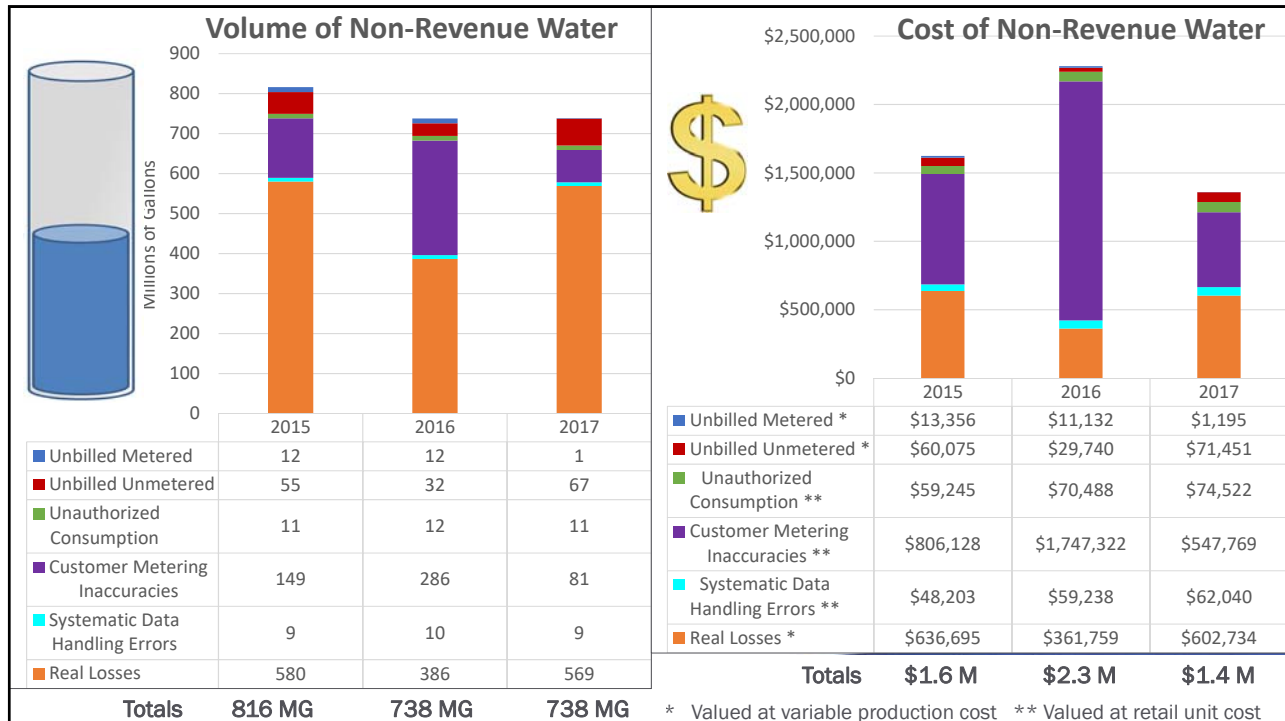 Volume of Non-Revenue Water
900
800
700
600
500
400
300
200
100
0
Millions of Gallons
2015 2016 2017
Unbilled Metered 12 12 1
Unbilled Unmetered 55 32 67
Unauthorized
Consumption 11 12 11
Customer Metering
Inaccuracies 149 286 81
Systematic Data
Handling Errors 9 10 9
Real Losses 580 386 569
Totals 816 MG 738 MG 738 MG
$
Cost of Non-Revenue Water
$2,500,000
$2,000,000
$1,500,000
$1,000,000
$500,000
$0
2015 2016 2017
Unbilled Metered * $13,356 $11,132 $1,195
Unbilled Unmetered * $60,075 $29,740 $71,451
Unauthorized
Consumption ** $59,245 $70,488 $74,522
Customer Metering
Inaccuracies ** $806,128 $1,747,322 $547,769
Systematic Data
Handling Errors ** $48,203 $59,238 $62,040
Real Losses * $636,695 $361,759 $602,734
Totals $1.6 M $2.3 M $1.4 M
* Valued at variable production cost ** Valued at retail unit cost